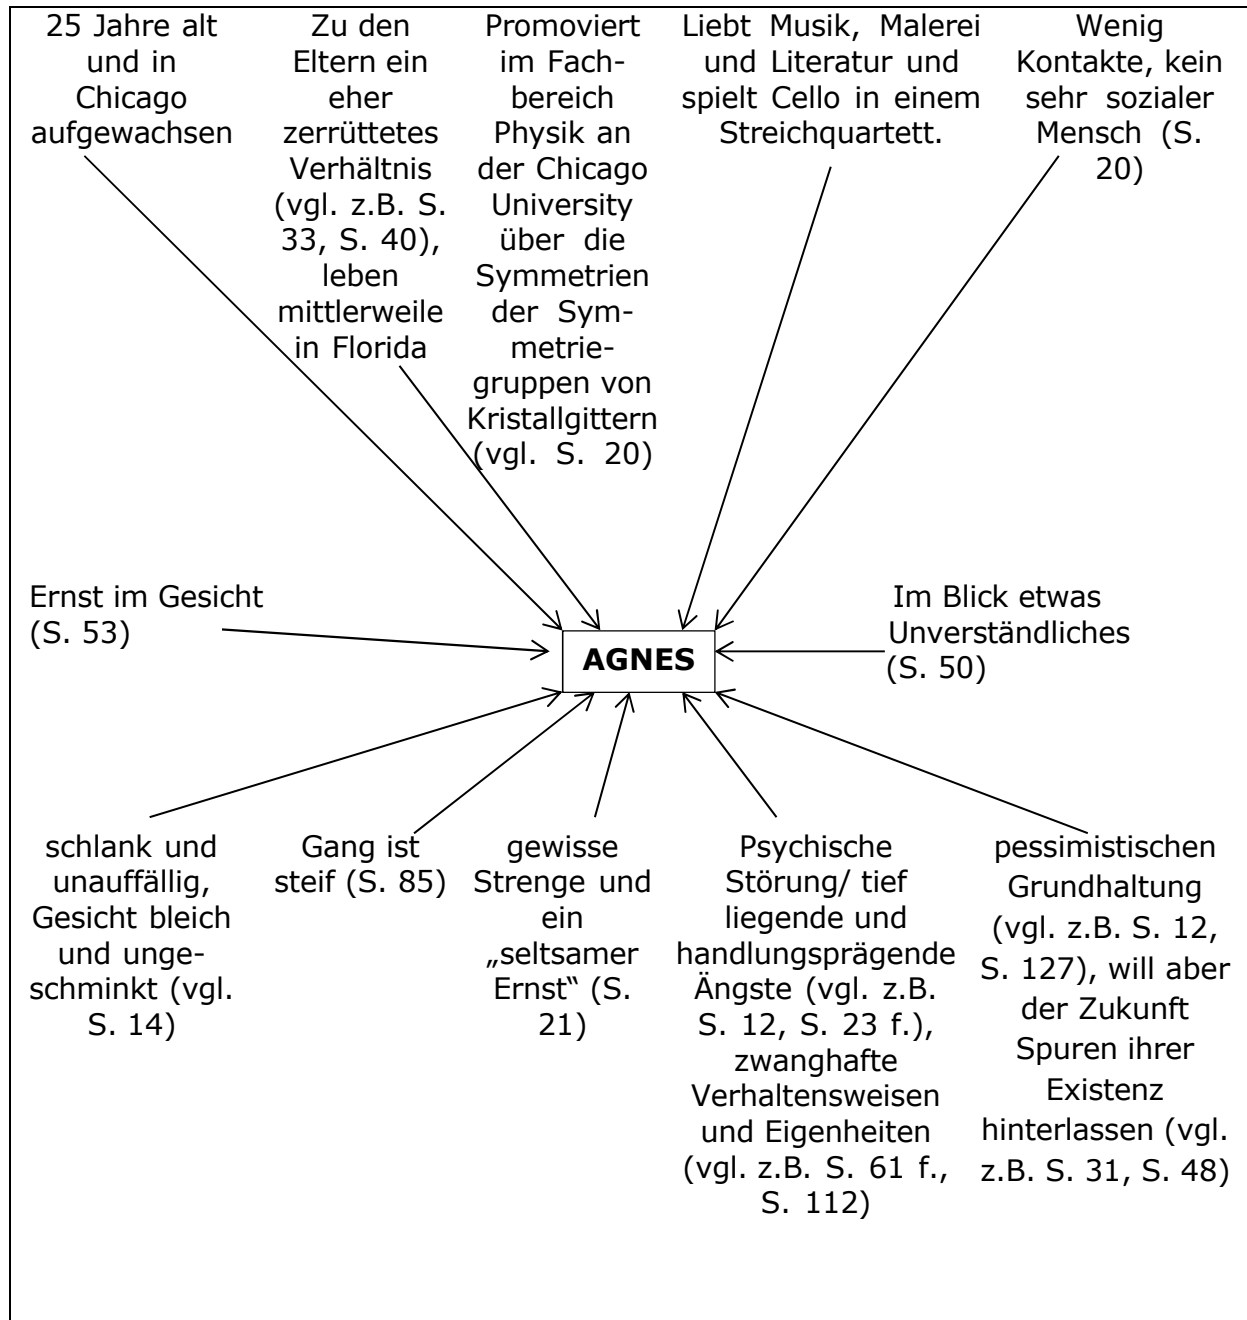 25 Jahre alt
und in
Chicago
aufgewachsen
Zu den
Eltern ein
eher
zerrüttetes
Verhältnis
(vgl. z.B. S.
33, S. 40),
leben
mittlerweile
in Florida
Promoviert
im Fach-
bereich
Physik an
der Chicago
University
über die
Symmetrien
der Sym-
metrie-
gruppen von
Kristallgittern
(vgl. S. 20)
Liebt Musik, Malerei
und Literatur und
spielt Cello in einem
Streichquartett.
Wenig
Kontakte, kein
sehr sozialer
Mensch (S.
20)
Ernst im Gesicht
(S. 53)
AGNES
Im Blick etwas
Unverständliches
(S. 50)
schlank und
unauffällig,
Gesicht bleich
und unge-
schminkt (vgl.
S. 14)
Gang ist
steif (S. 85)
gewisse
Strenge und
ein
„seltsamer
Ernst“ (S.
21)
Psychische
Störung/ tief
liegende und
handlungsprägende
Ängste (vgl. z.B.
S. 12, S. 23 f.),
zwanghafte
Verhaltensweisen
und Eigenheiten
(vgl. z.B. S. 61 f.,
S. 112)
pessimistischen
Grundhaltung
(vgl. z.B. S. 12,
S. 127), will aber
der Zukunft
Spuren ihrer
Existenz
hinterlassen (vgl.
z.B. S. 31, S. 48)